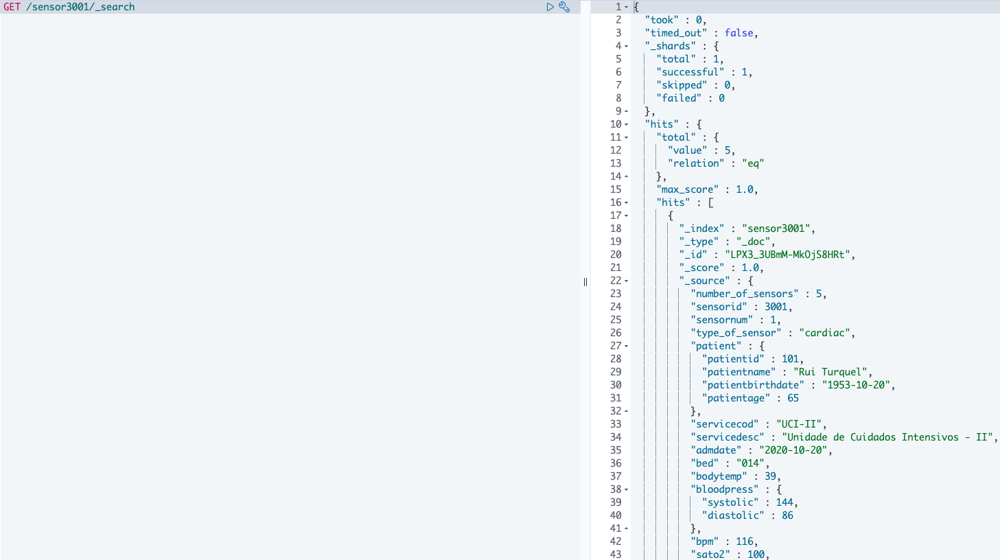 GET /sensor3001/_search
1 {
2 "took" : 0,
3 "timed_out" : false,
4 "_shards" : {
5 "total" : 1,
6 "successful" : 1,
7 "skipped" : 0,
8 "failed" : 0
9 },
10 "hits" : {
11 "total" : {
12 "value" : 5,
13 "relation" : "eq"
14 },
15 "max_score" : 1.0,
16 "hits" : [
17 {
18 "_index" : "sensor3001",
19 "_type" : "_doc",
20 "_id" : "LPX3_3UBmM-MkOjS8HRt",
21 "_score" : 1.0,
22 "_source" : {
23 "number_of_sensors" : 5,
24 "sensorid" : 3001,
25 "sensornum" : 1,
26 "type_of_sensor" : "cardiac",
27 "patient" : {
28 "patientid" : 101,
29 "patientname" : "Rui Turquel",
30 "patientbirthdate" : "1953-10-20",
31 "patientage" : 65
32 },
33 "servicecod" : "UCI-II",
34 "servicedesc" : "Unidade de Cuidados Intensivos - II",
35 "admdate" : "2020-10-20",
36 "bed" : "014",
37 "bodytemp" : 39,
38 "bloodpress" : {
39 "systolic" : 144,
40 "diastolic" : 86
41 },
42 "bpm" : 116,
43 "sato2" : 100,